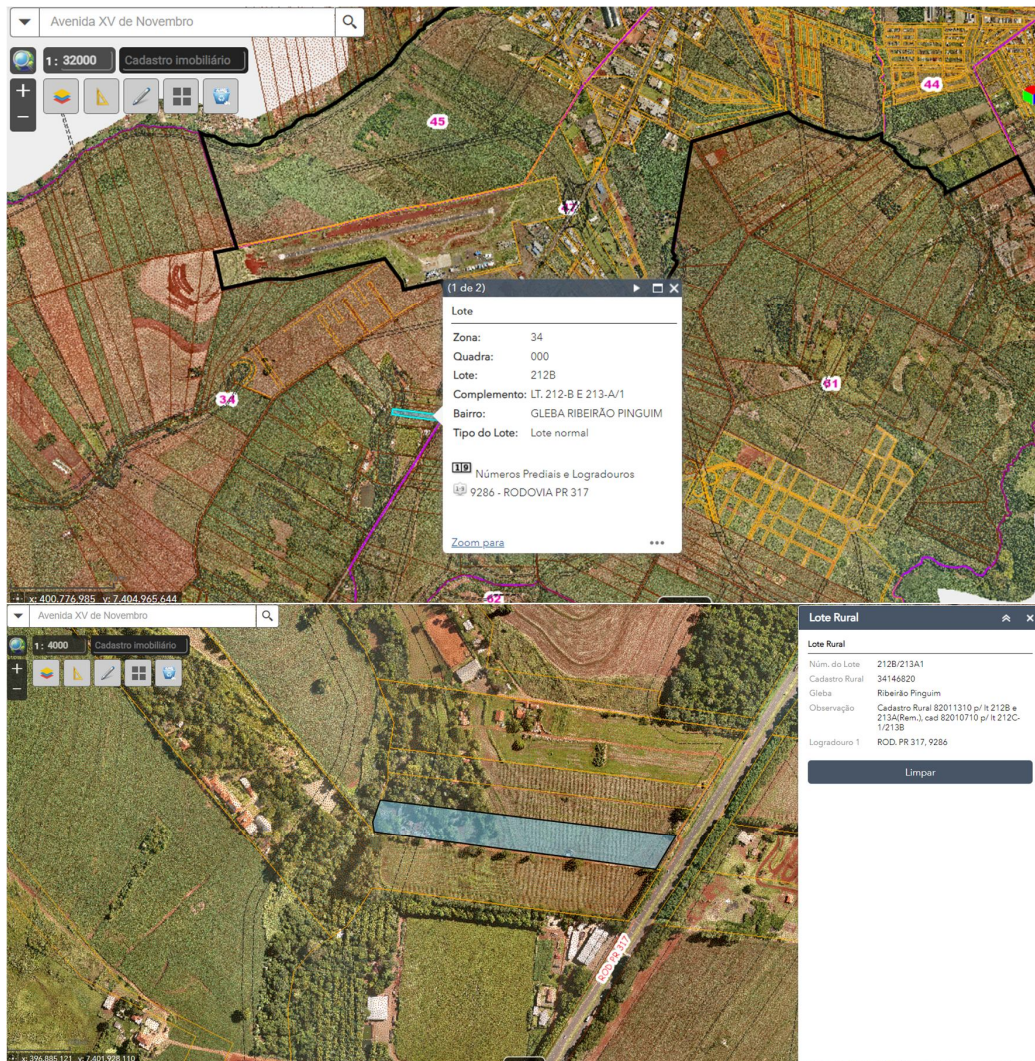 Avenida XV de Novembro
1: 32000 Cadastro imobiliário
+
−
45
44
47
34
61
62
(1 de 2)
Lote
Zona: 34
Quadra: 000
Lote: 212B
Complemento: LT. 212-B E 213-A/1
Bairro: GLEBA RIBEIRÃO PINGUIM
Tipo do Lote: Lote normal
19 Números Prediais e Logradouros
9286 - RODOVIA PR 317
Zoom para
•••
x: 400.776,985 y: 7.404.965,644
Avenida XV de Novembro
1: 4000 Cadastro imobiliário
+
−
ROD PR 317
x: 396.885,121 y: 7.401.928,110
Lote Rural
Lote Rural
Núm. do Lote 212B/213A1
Cadastro Rural 34146820
Gleba Ribeirão Pinguim
Observação Cadastro Rural 82011310 p/ lt 212B e
213A(Rem.), cad 82010710 p/ lt 212C-
1/213B
Logradouro 1 ROD. PR 317, 9286
Limpar